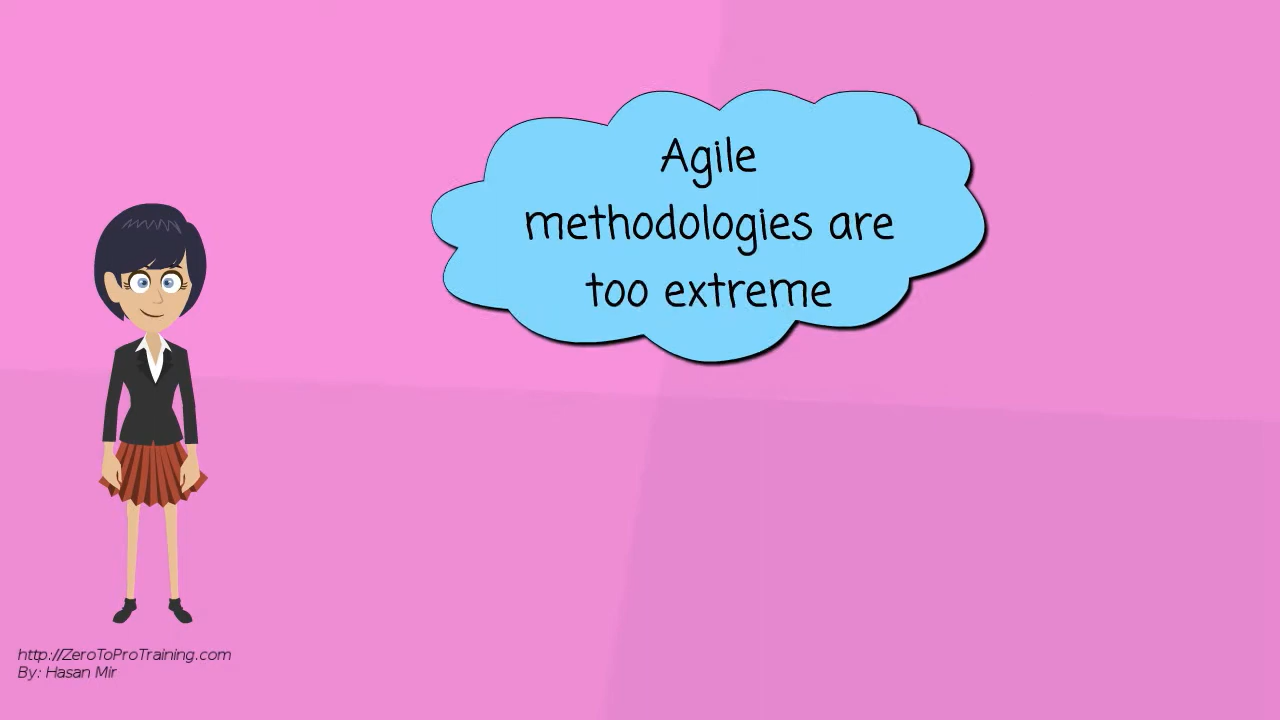 Agile
methodologies are
too extreme
http://ZeroToProTraining.com
By: Hasan Mir